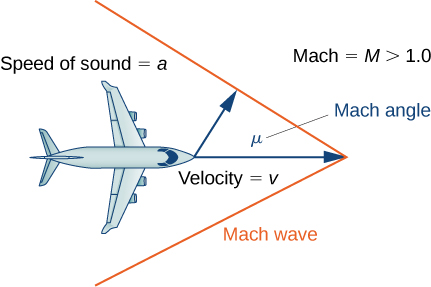 Speed of sound = a
Mach = M > 1.0
Mach angle
μ
Velocity = v
Mach wave